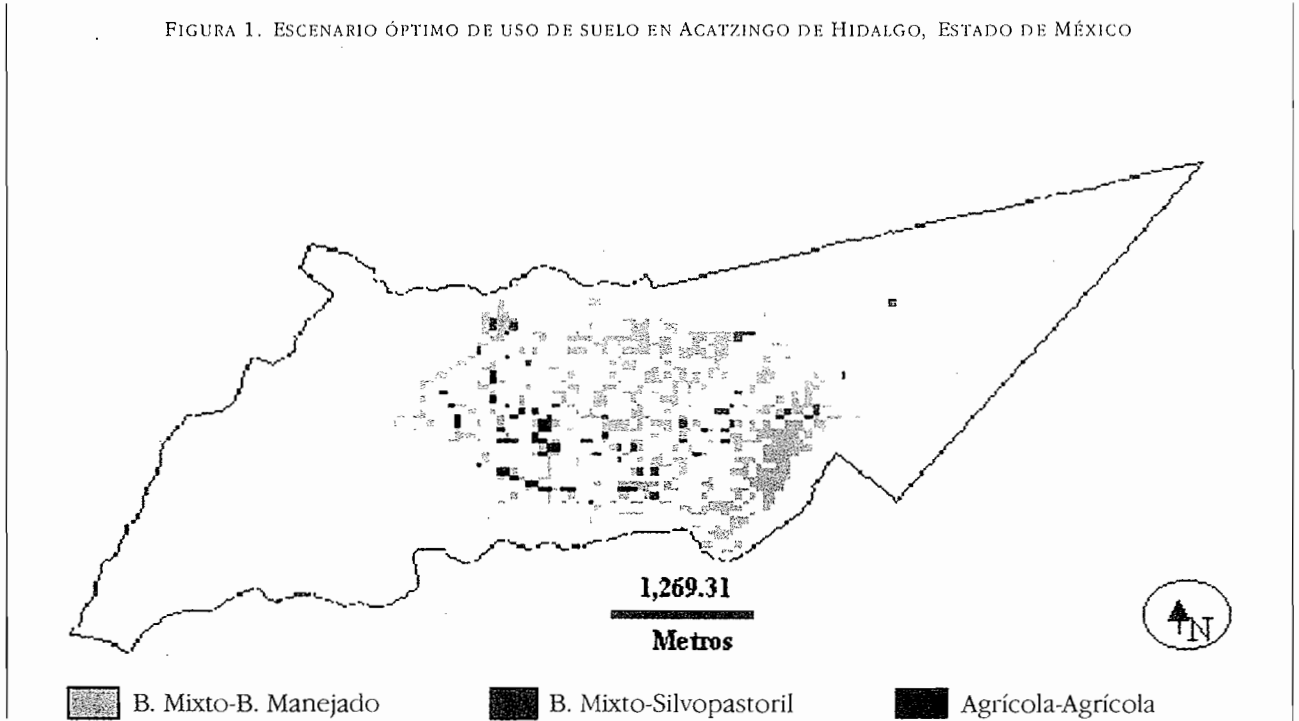 FIGURA 1. ESCENARIO ÓPTIMO DE USO DE SUELO EN ACATZINGO DE HIDALGO, ESTADO DE MÉXICO
1,269.31
Metros
N
B. Mixto-B. Manejado
B. Mixto-Silvopastoril
Agrícola-Agrícola